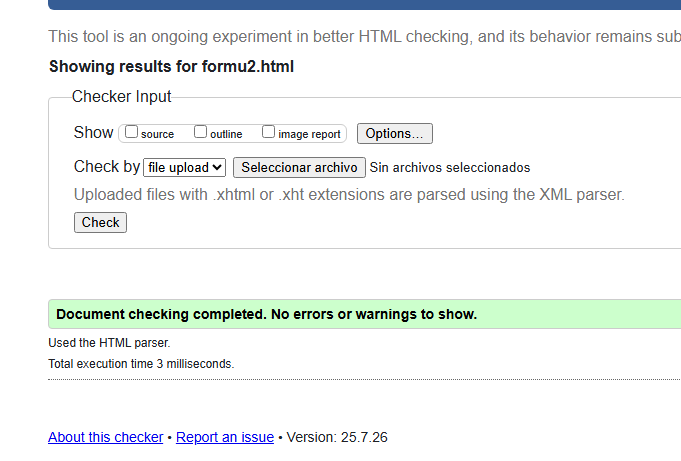 This tool is an ongoing experiment in better HTML checking, and its behavior remains
Showing results for formu2.html
Checker Input
Show source outline image report Options...
Check by file upload Seleccionar archivo Sin archivos seleccionados
Uploaded files with .xhtml or .xht extensions are parsed using the XML parser.
Check
Document checking completed. No errors or warnings to show.
Used the HTML parser.
Total execution time 3 milliseconds.
About this checker • Report an issue • Version: 25.7.26